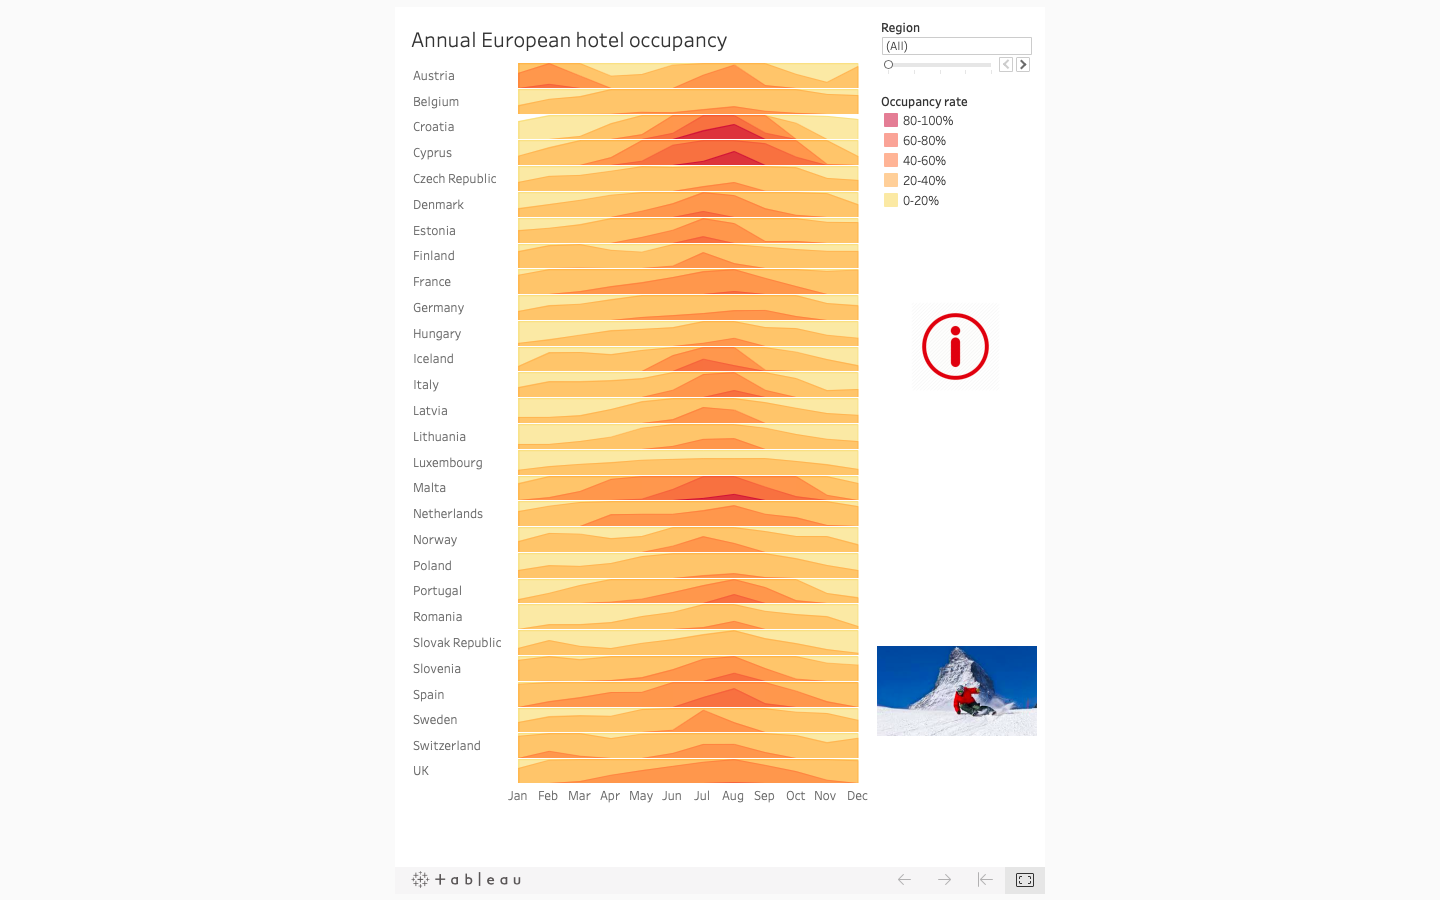 Annual European hotel occupancy
Region
(All)
Occupancy rate
80-100%
60-80%
40-60%
20-40%
0-20%
Austria
Belgium
Croatia
Cyprus
Czech Republic
Denmark
Estonia
Finland
France
Germany
Hungary
Iceland
Italy
Latvia
Lithuania
Luxembourg
Malta
Netherlands
Norway
Poland
Portugal
Romania
Slovak Republic
Slovenia
Spain
Sweden
Switzerland
UK
Jan Feb Mar Apr May Jun Jul Aug Sep Oct Nov Dec
i
+ableau